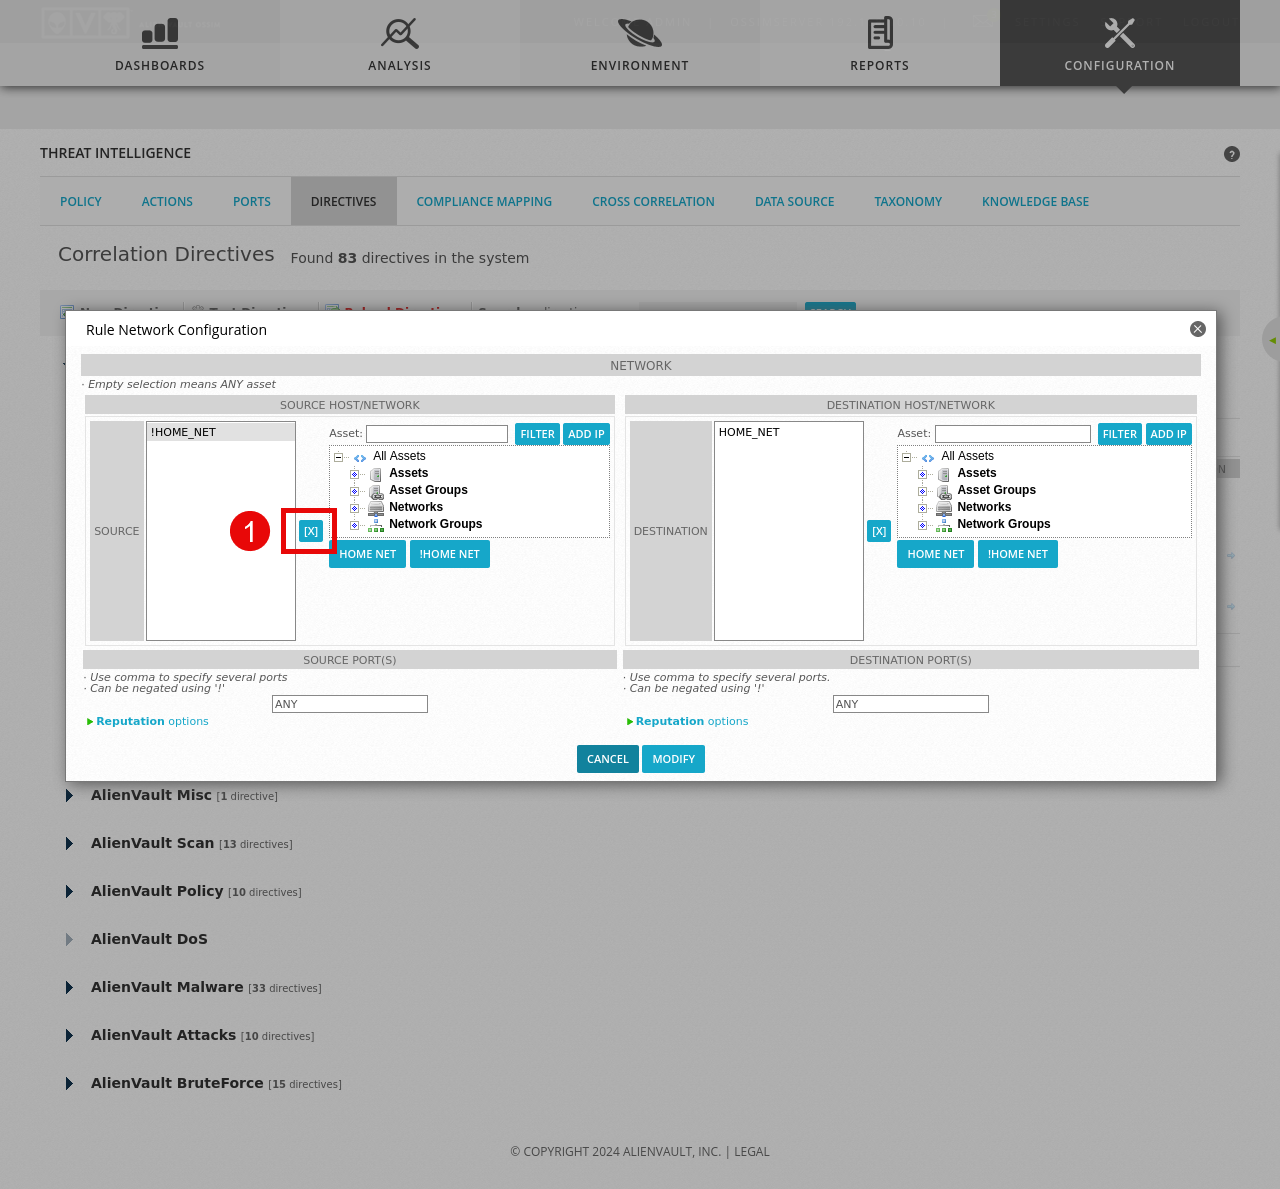 DASHBOARDS
ANALYSIS
ENVIRONMENT
REPORTS
CONFIGURATION
THREAT INTELLIGENCE
?
POLICY
ACTIONS
PORTS
DIRECTIVES
COMPLIANCE MAPPING
CROSS CORRELATION
DATA SOURCE
TAXONOMY
KNOWLEDGE BASE
Correlation Directives
Found 83 directives in the system
Rule Network Configuration
NETWORK
· Empty selection means ANY asset
SOURCE HOST/NETWORK
SOURCE
!HOME_NET
1
[X]
Asset:
FILTER
ADD IP
All Assets
Assets
Asset Groups
Networks
Network Groups
HOME NET
!HOME NET
DESTINATION HOST/NETWORK
DESTINATION
HOME_NET
[X]
Asset:
FILTER
ADD IP
All Assets
Assets
Asset Groups
Networks
Network Groups
HOME NET
!HOME NET
SOURCE PORT(S)
· Use comma to specify several ports
· Can be negated using '!'
ANY
Reputation options
DESTINATION PORT(S)
· Use comma to specify several ports.
· Can be negated using '!'
ANY
Reputation options
CANCEL
MODIFY
AlienVault Misc [1 directive]
AlienVault Scan [13 directives]
AlienVault Policy [10 directives]
AlienVault DoS
AlienVault Malware [33 directives]
AlienVault Attacks [10 directives]
AlienVault BruteForce [15 directives]
© COPYRIGHT 2024 ALIENVAULT, INC. | LEGAL